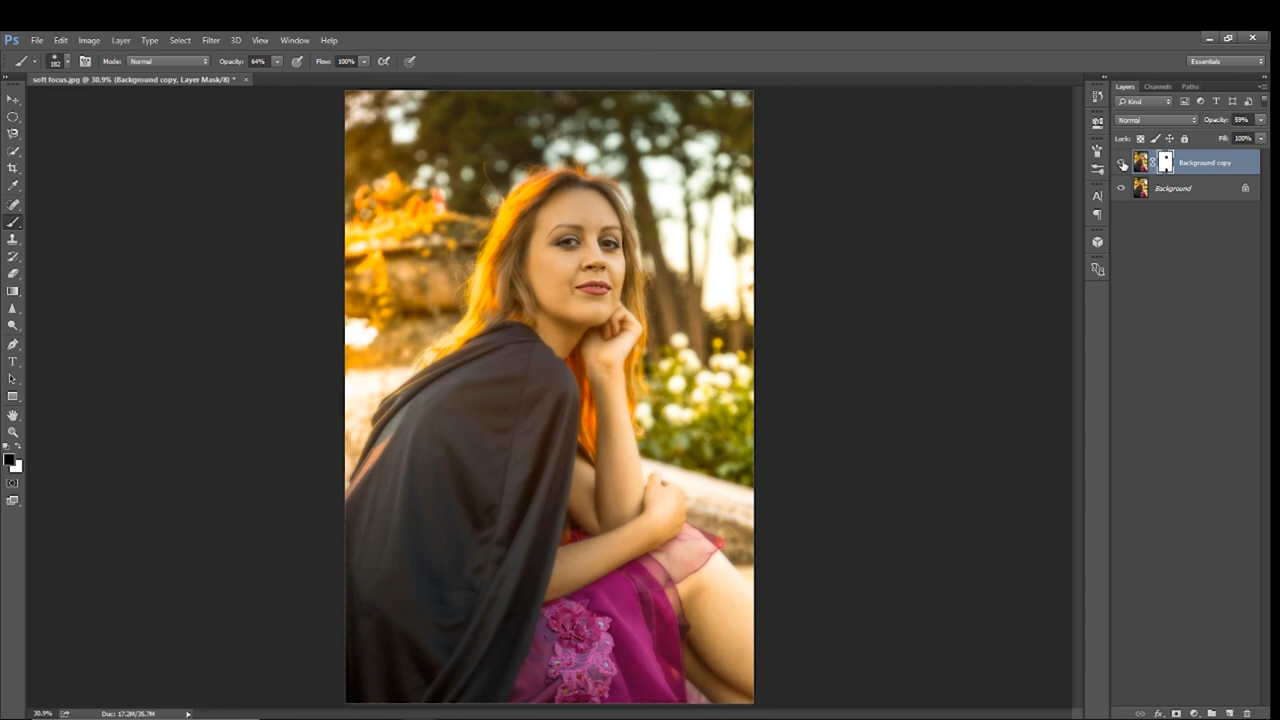 Ps File Edit Image Layer Type Select Filter 3D View Window Help
182 Mode: Normal Opacity: 64% Flow: 100% Essentials
soft focus.jpg @ 30.9% (Background copy, Layer Mask/8) * ×
Layers Channels Paths
Kind
Normal Opacity: 59%
Lock: Fill: 100%
Background copy
Background
30.9% Doc: 17.2M/35.7M